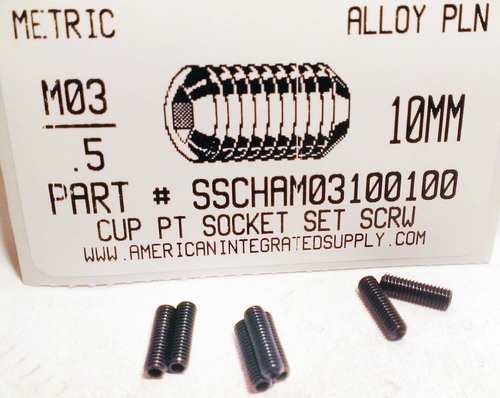 METRIC ALLOY PLN
M03 10MM
.5
PART # SSCHAM03100100
CUP PT SOCKET SET SCRW
WWW.AMERICANINTEGRATEDSUPPLY.COM